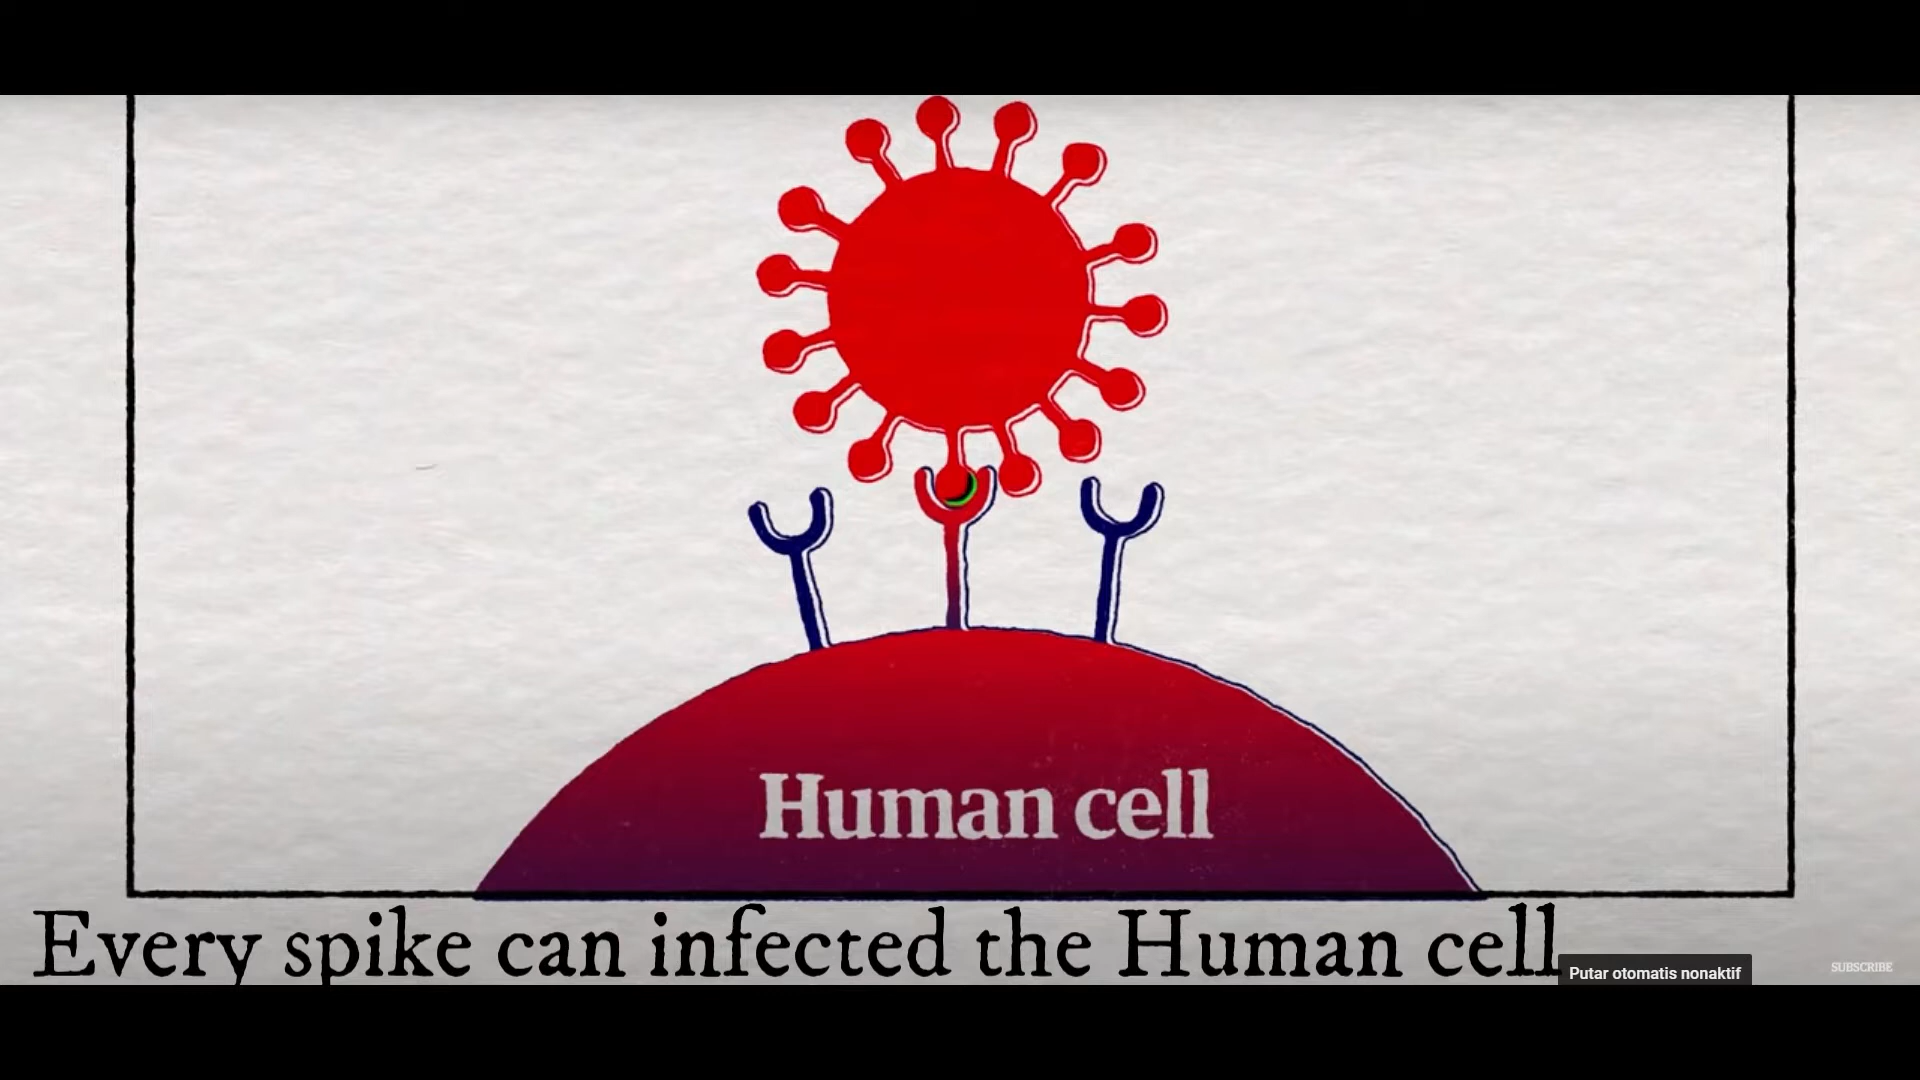 Human cell
Every spike can infected the Human cell
Putar otomatis nonaktif
SUBSCRIBE